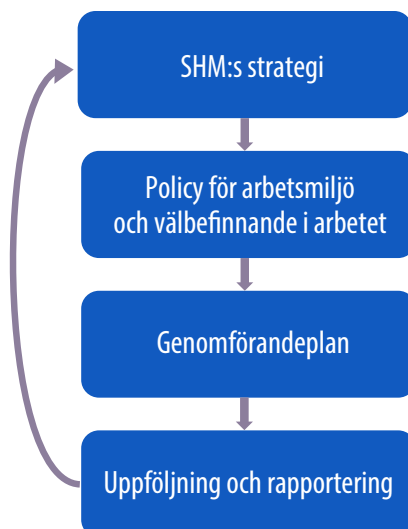 SHM:s strategi
Policy för arbetsmiljö
och välbefinnande i arbetet
Genomförandeplan
Uppföljning och rapportering